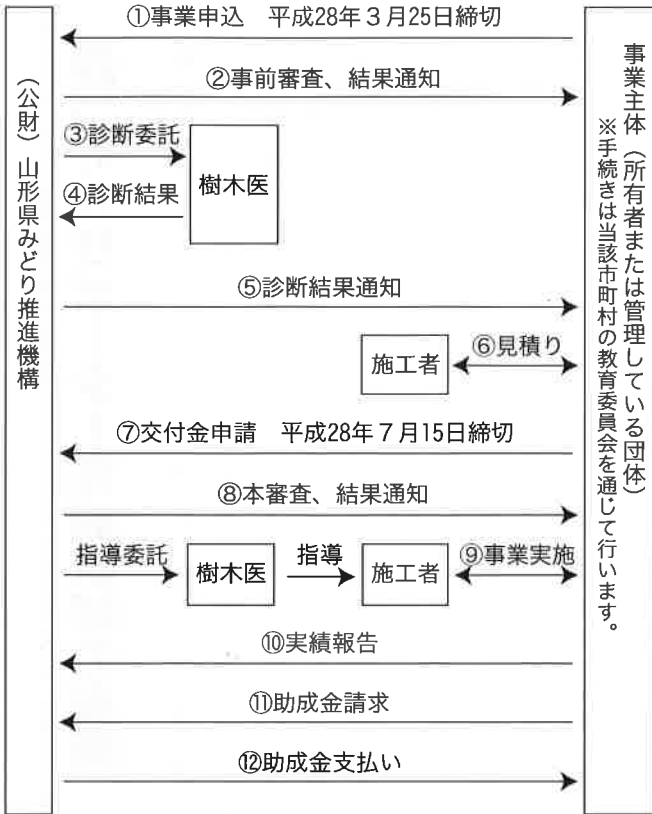 ①事業申込　平成28年３月25日締切
②事前審査、結果通知
③診断委託
樹木医
④診断結果
⑤診断結果通知
施工者
⑥見積り
⑦交付金申請　平成28年７月15日締切
⑧本審査、結果通知
指導委託
樹木医
指導
施工者
⑨事業実施
⑩実績報告
⑪助成金請求
⑫助成金支払い
（公財）山形県みどり推進機構
事業主体（所有者または管理している団体）
※手続きは当該市町村の教育委員会を通じて行います。